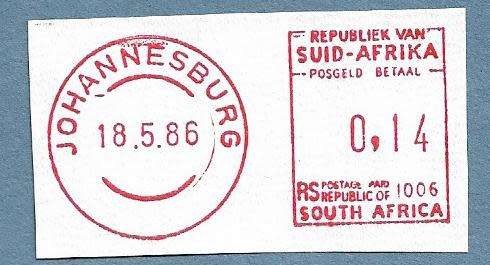 JOHANNESBURG
18.5.86
REPUBLIEK VAN
SUID-AFRIKA
POSGELD BETAAL
0,14
RS POSTAGE PAID
REPUBLIC OF 1006
SOUTH AFRICA